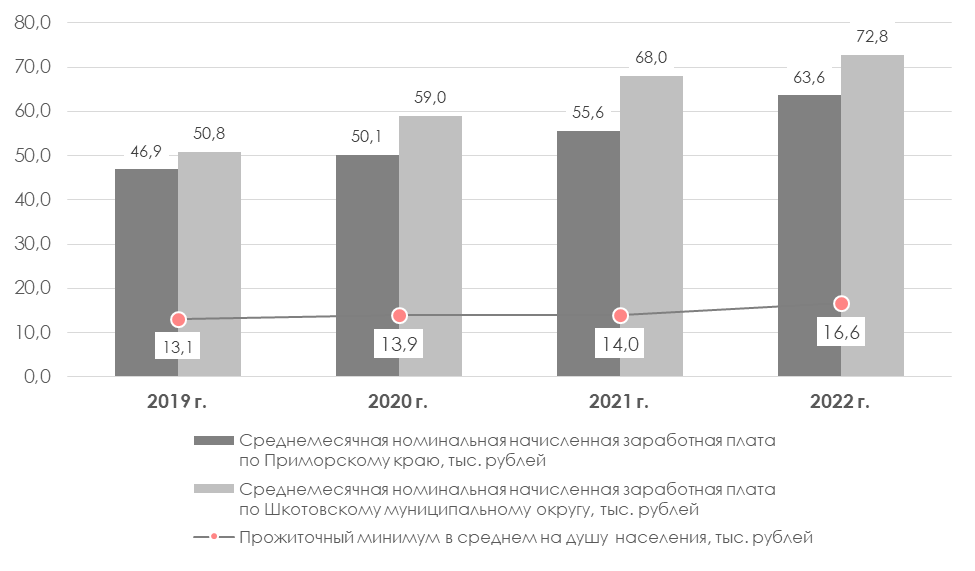 80,0
70,0
60,0
50,0
40,0
30,0
20,0
10,0
0,0
46,9
50,8
50,1
59,0
55,6
68,0
63,6
72,8
13,1
13,9
14,0
16,6
2019 г.
2020 г.
2021 г.
2022 г.
Среднемесячная номинальная начисленная заработная плата
по Приморскому краю, тыс. рублей
Среднемесячная номинальная начисленная заработная плата
по Шкотовскому муниципальному округу, тыс. рублей
Прожиточный минимум в среднем на душу населения, тыс. рублей